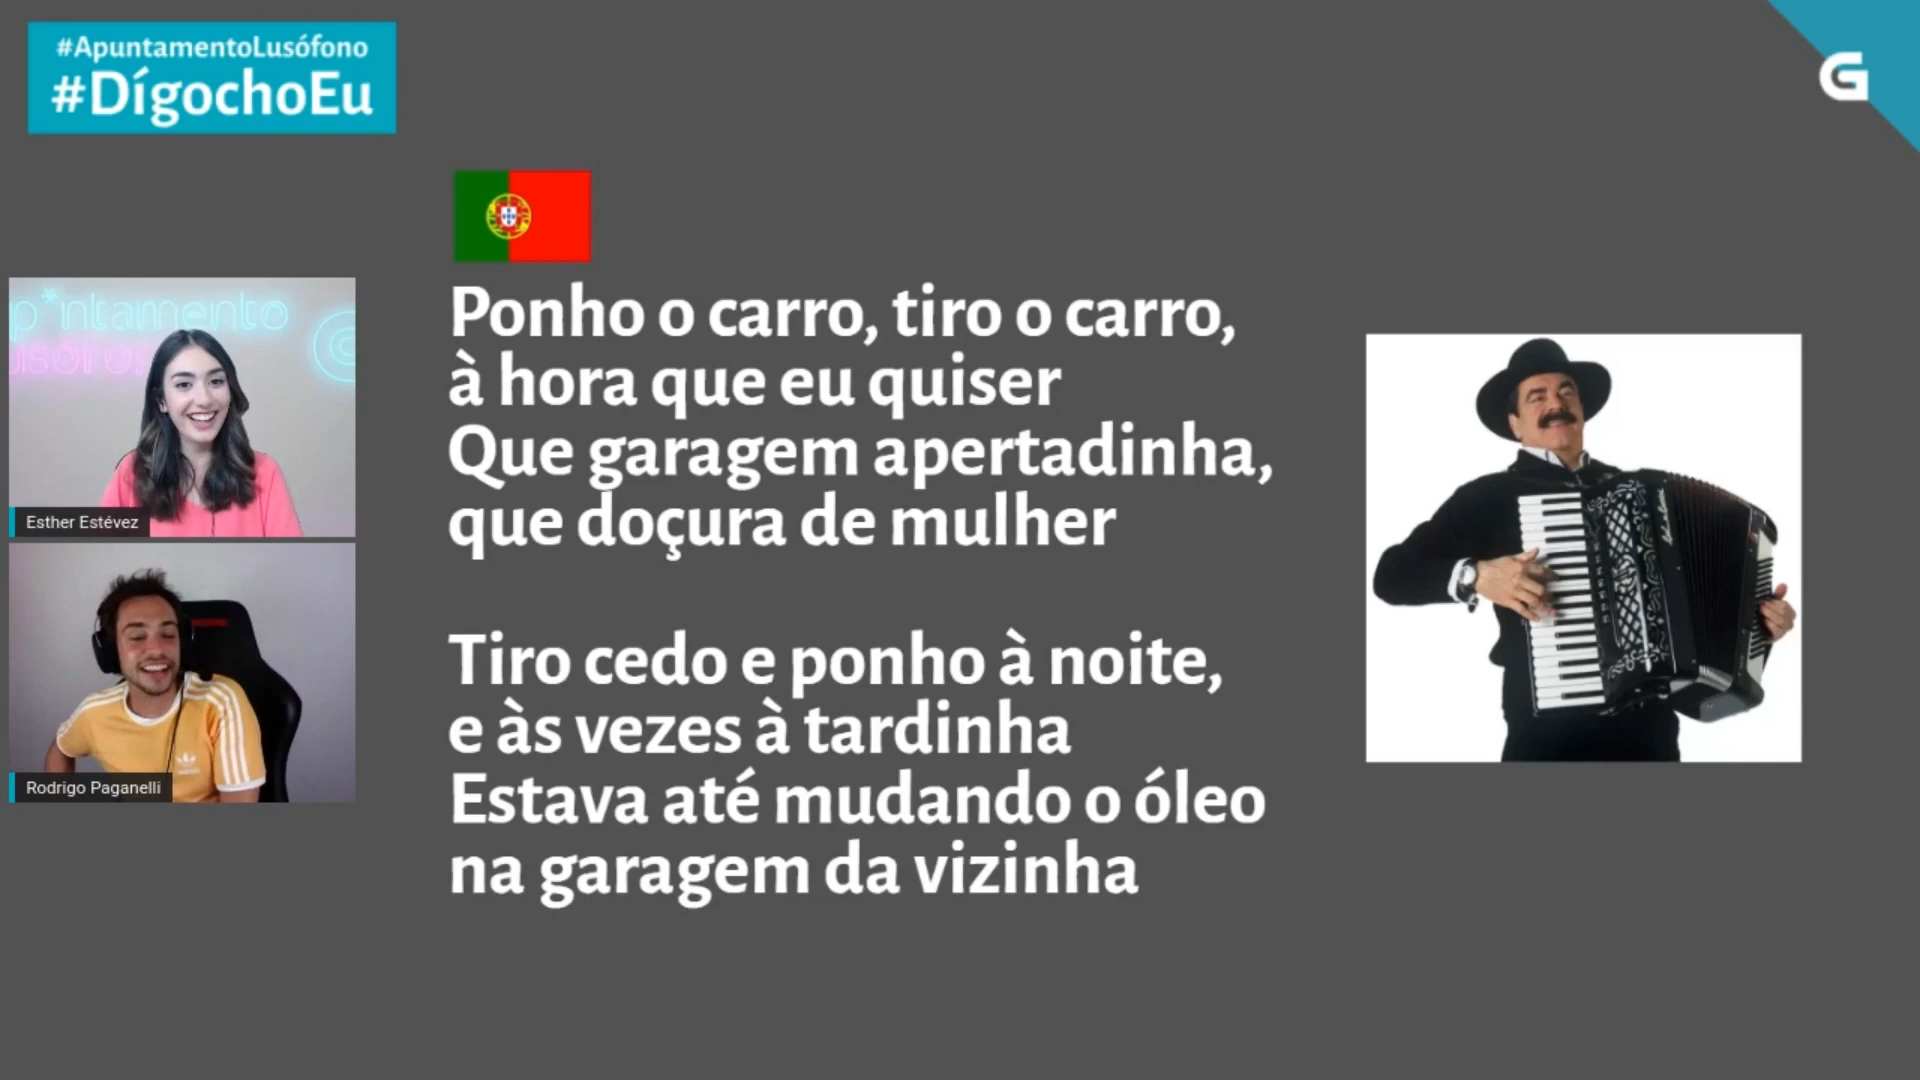 #ApuntamentoLusófono
#DígochoEu
G
p*ntamento
Esther Estévez
Rodrigo Paganelli
Ponho o carro, tiro o carro,
à hora que eu quiser
Que garagem apertadinha,
que doçura de mulher
Tiro cedo e ponho à noite,
e às vezes à tardinha
Estava até mudando o óleo
na garagem da vizinha